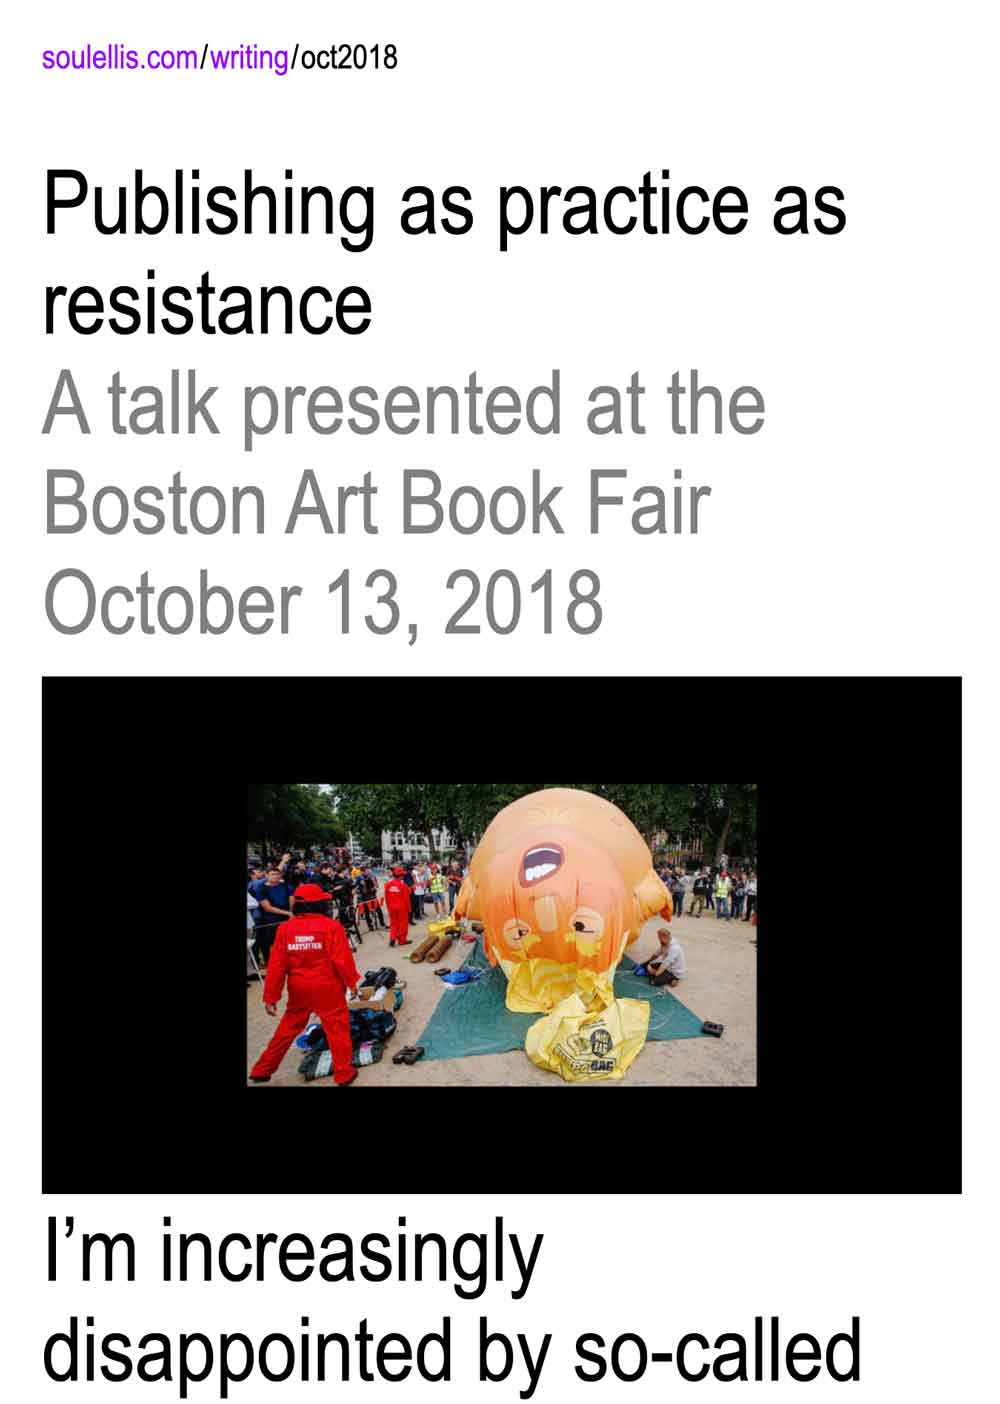 soulellis.com/writing/oct2018
Publishing as practice as
resistance
A talk presented at the
Boston Art Book Fair
October 13, 2018
TRUMP
BABYSITTER
I’m increasingly
disappointed by so-called